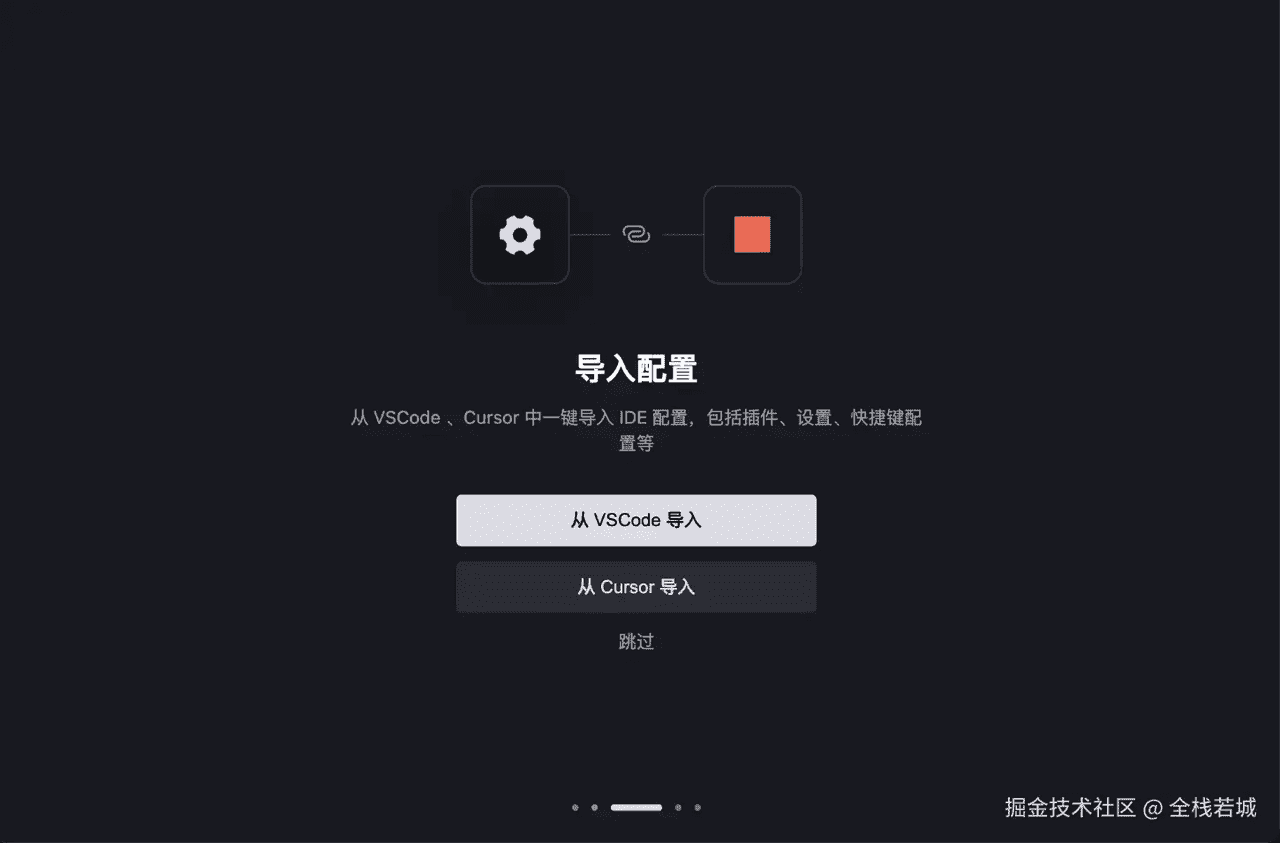 导入配置
从 VSCode 、Cursor 中一键导入 IDE 配置，包括插件、设置、快捷键配
置等
从 VSCode 导入
从 Cursor 导入
跳过
掘金技术社区 @ 全栈若城